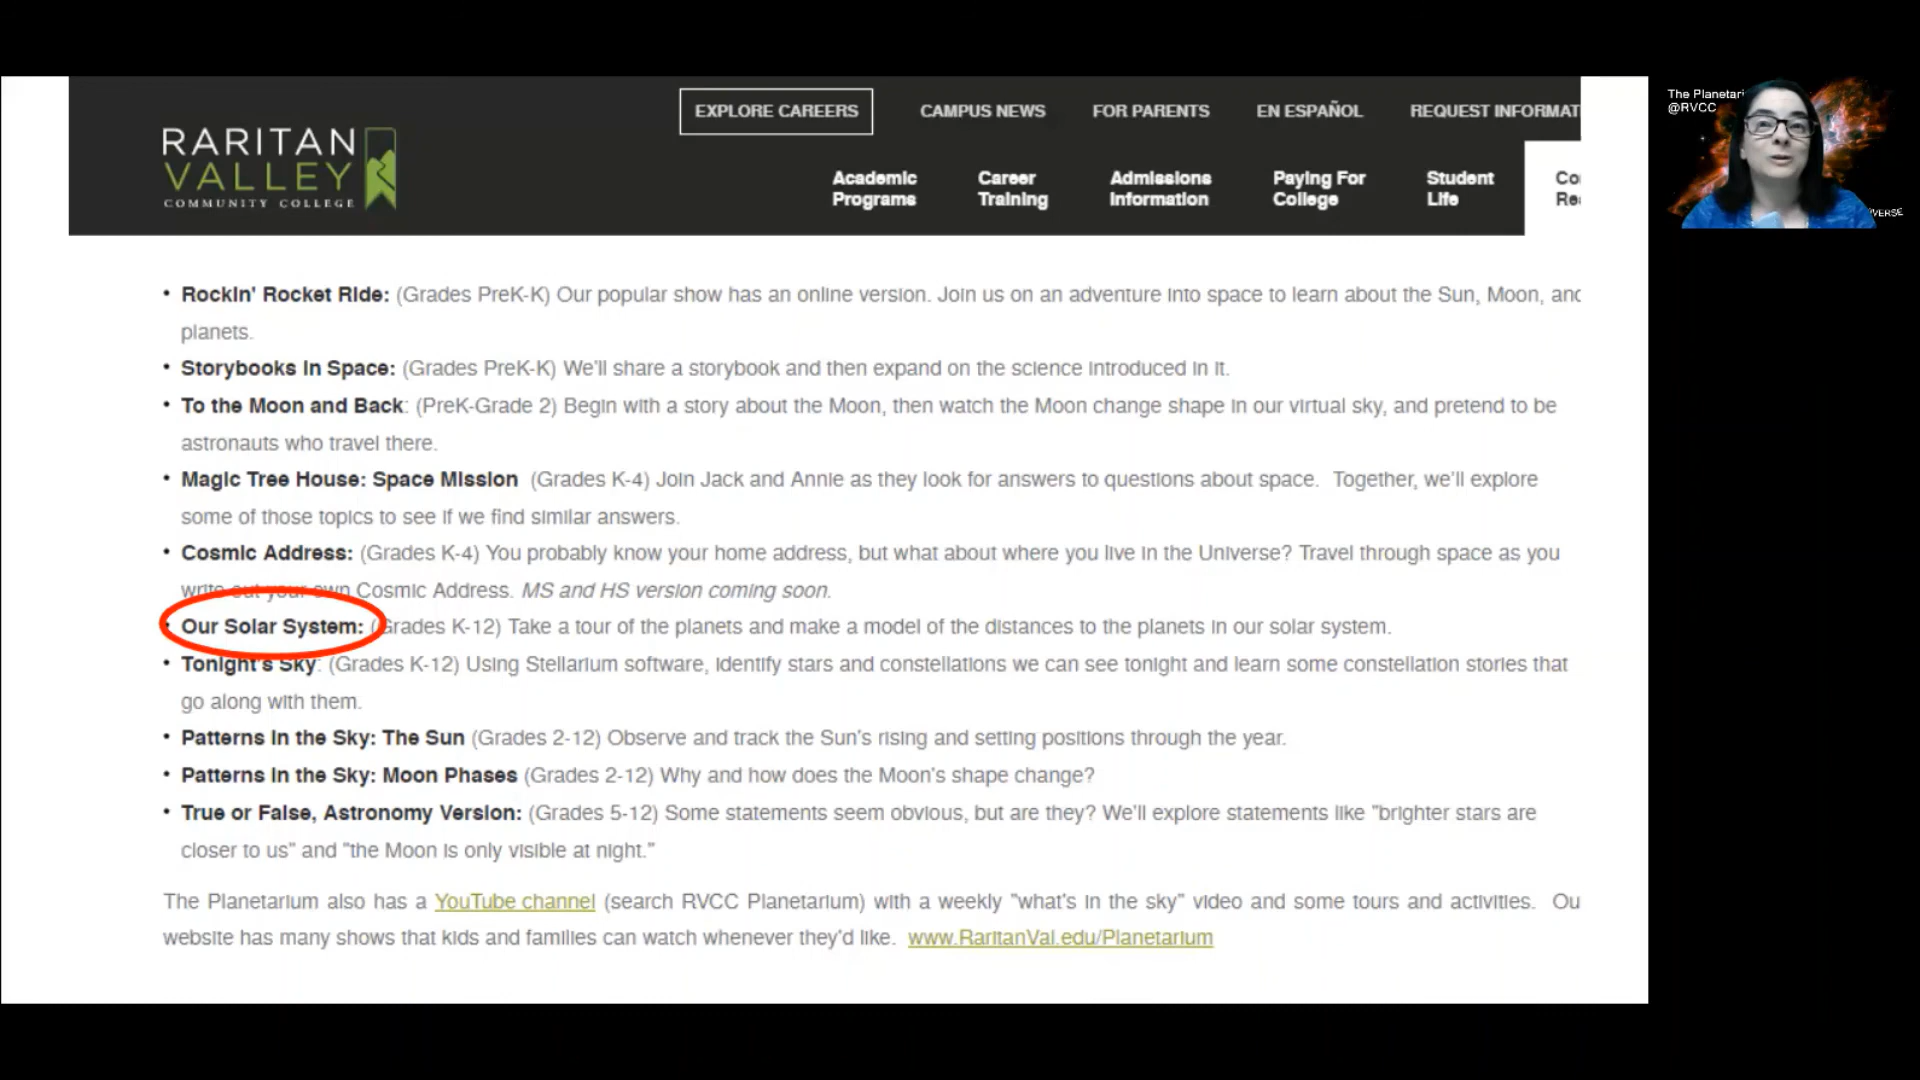 EXPLORE CAREERS CAMPUS NEWS FOR PARENTS EN ESPAÑOL REQUEST INFORMAT
RARITAN
VALLEY
COMMUNITY COLLEGE
Academic Programs
Career Training
Admissions Information
Paying For College
Student Life
The Planetari
@RVCC
VERSE
• Rockin' Rocket Ride: (Grades PreK-K) Our popular show has an online version. Join us on an adventure into space to learn about the Sun, Moon, and
planets.
• Storybooks in Space: (Grades PreK-K) We'll share a storybook and then expand on the science introduced in it.
• To the Moon and Back: (PreK-Grade 2) Begin with a story about the Moon, then watch the Moon change shape in our virtual sky, and pretend to be
astronauts who travel there.
• Magic Tree House: Space Mission (Grades K-4) Join Jack and Annie as they look for answers to questions about space. Together, we'll explore
some of those topics to see if we find similar answers.
• Cosmic Address: (Grades K-4) You probably know your home address, but what about where you live in the Universe? Travel through space as you
write out your own Cosmic Address. MS and HS version coming soon.
• Our Solar System: (Grades K-12) Take a tour of the planets and make a model of the distances to the planets in our solar system.
• Tonight's Sky: (Grades K-12) Using Stellarium software, identify stars and constellations we can see tonight and learn some constellation stories that
go along with them.
• Patterns in the Sky: The Sun (Grades 2-12) Observe and track the Sun's rising and setting positions through the year.
• Patterns in the Sky: Moon Phases (Grades 2-12) Why and how does the Moon's shape change?
• True or False, Astronomy Version: (Grades 5-12) Some statements seem obvious, but are they? We'll explore statements like "brighter stars are
closer to us" and "the Moon is only visible at night."
The Planetarium also has a YouTube channel (search RVCC Planetarium) with a weekly "what's in the sky" video and some tours and activities. Ou
website has many shows that kids and families can watch whenever they'd like. www.RaritanVal.edu/Planetarium